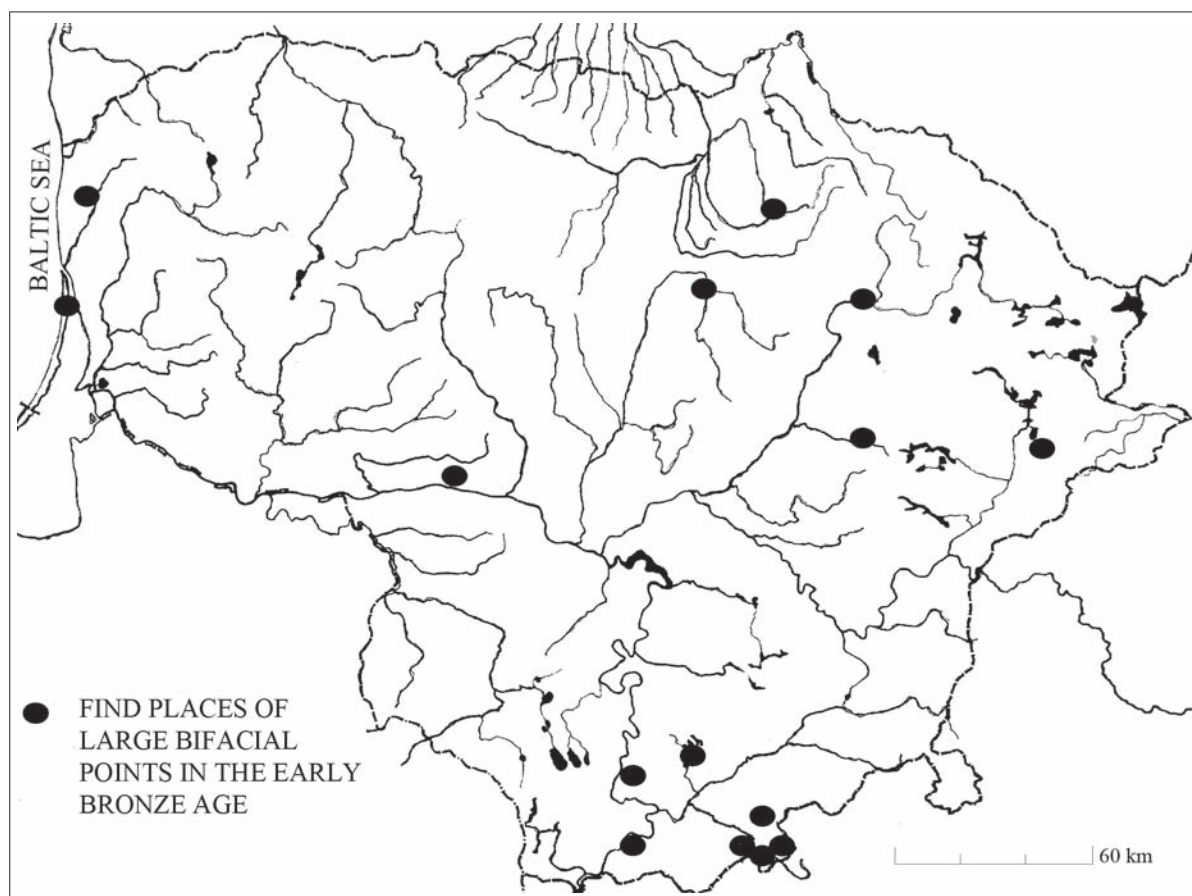 BALTIC SEA
FIND PLACES OF
LARGE BIFACIAL
POINTS IN THE EARLY
BRONZE AGE
60 km